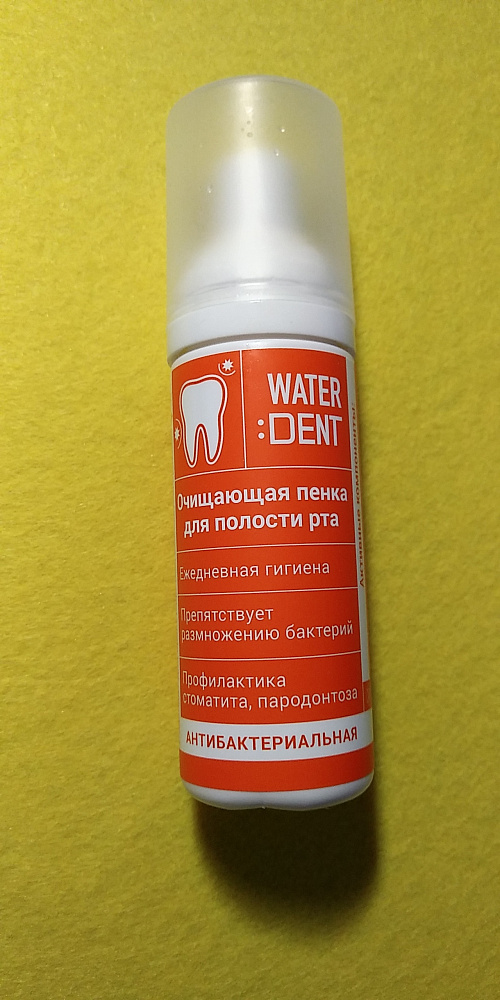 WATER
:DENT
Очищающая пенка
для полости рта
Ежедневная гигиена
Препятствует
размножению бактерий
Профилактика
стоматита, пародонтоза
АНТИБАКТЕРИАЛЬНАЯ
Активные компоненты: